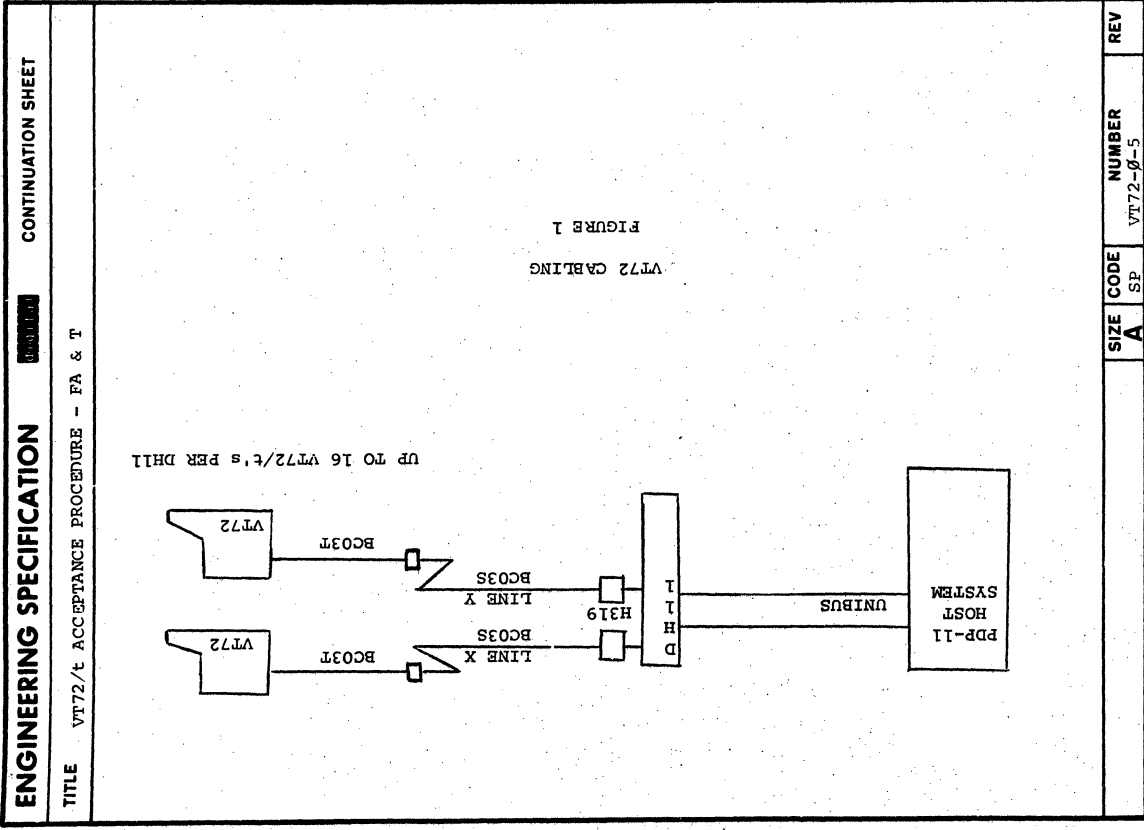 ENGINEERING SPECIFICATION
CONTINUATION SHEET
TITLE VT72/t ACCEPTANCE PROCEDURE - FA & T
PDP-11
HOST
SYSTEM
UNIBUS
D
H
1
1
H319
LINE X
BC03S
BC03T
VT72
LINE Y
BC03S
BC03T
VT72
UP TO 16 VT72/t's PER DH11
VT72 CABLING
FIGURE 1
SIZE
A
CODE
SP
NUMBER
VT72-Ø-5
REV